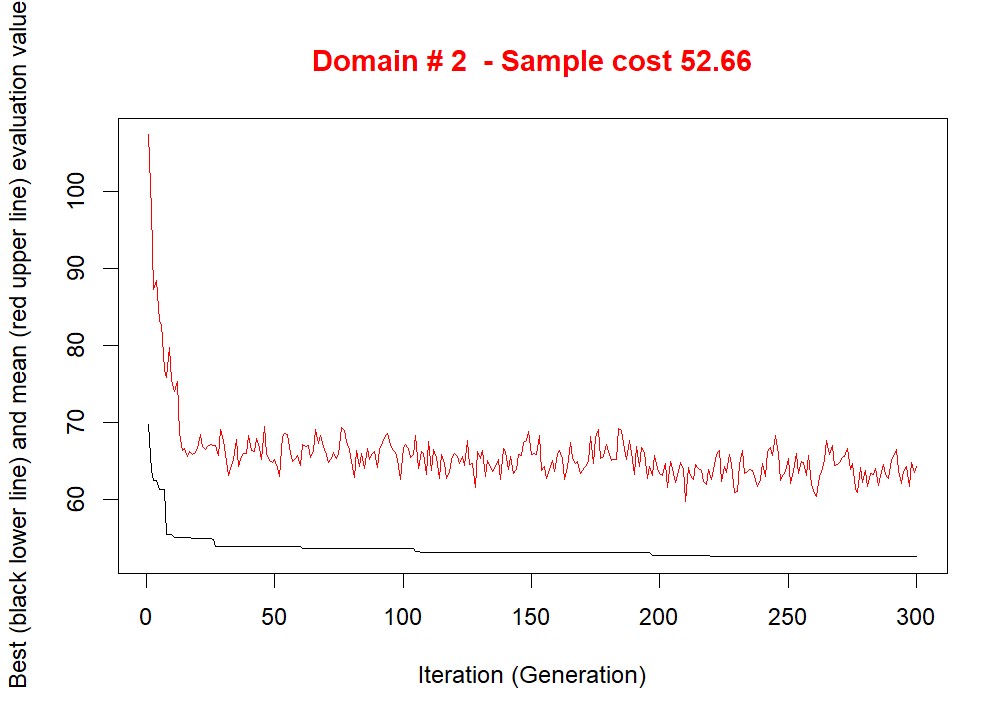 Domain # 2  - Sample cost 52.66
Best (black lower line) and mean (red upper line) evaluation value
100
90
80
70
60
0 50 100 150 200 250 300
Iteration (Generation)